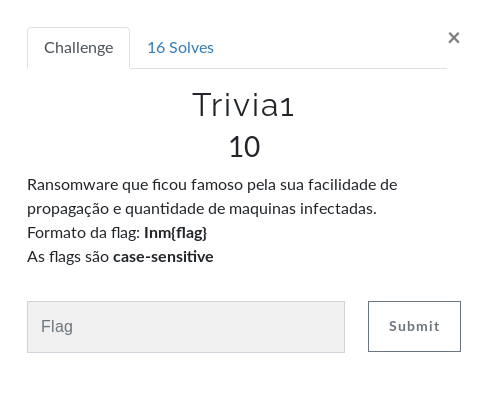 Challenge
16 Solves
×
Trivia1
10
Ransomware que ficou famoso pela sua facilidade de
propagação e quantidade de maquinas infectadas.
Formato da flag: Inm{flag}
As flags são case-sensitive
Flag
Submit